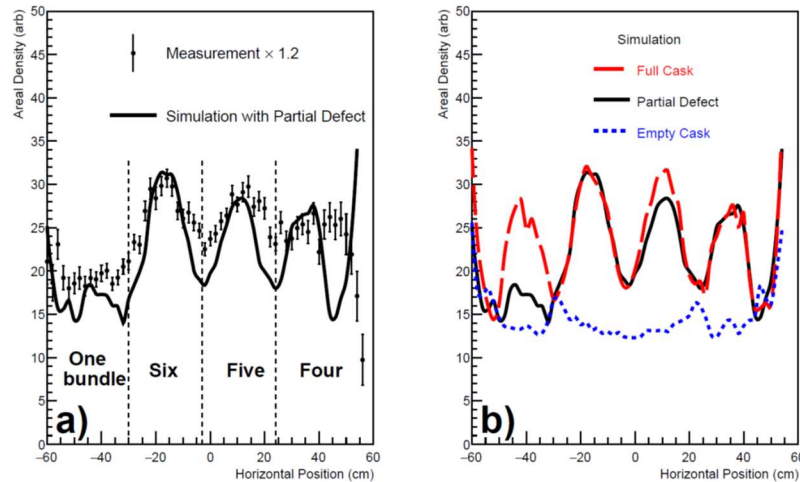 Areal Density (arb)
50
45
40
35
30
25
20
15
10
5
0
Measurement × 1.2
Simulation with Partial Defect
One
bundle
Six
Five
Four
a)
−60
−40
−20
0
20
40
60
Horizontal Position (cm)
Areal Density (arb)
50
45
40
35
30
25
20
15
10
5
0
Simulation
Full Cask
Partial Defect
Empty Cask
b)
−60
−40
−20
0
20
40
60
Horizontal Position (cm)